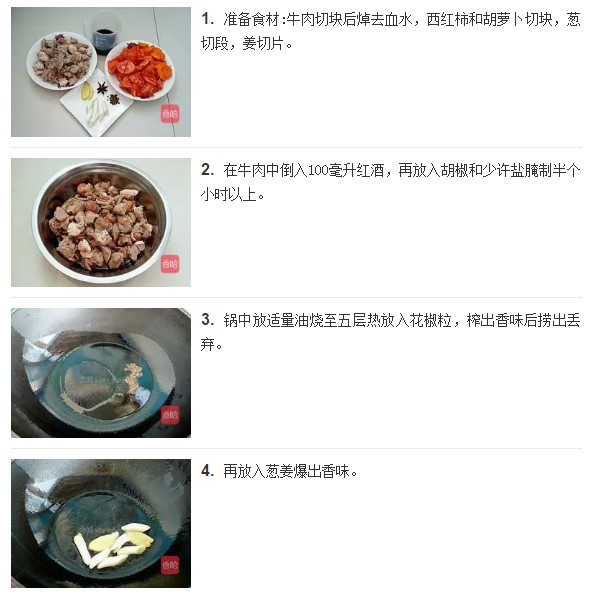 1. 准备食材:牛肉切块后焯去血水，西红柿和胡萝卜切块，葱
切段，姜切片。
香哈
2. 在牛肉中倒入100毫升红酒，再放入胡椒和少许盐腌制半个
小时以上。
香哈
3. 锅中放适量油烧至五层热放入花椒粒，榨出香味后捞出丢
弃。
香哈
4. 再放入葱姜爆出香味。
香哈